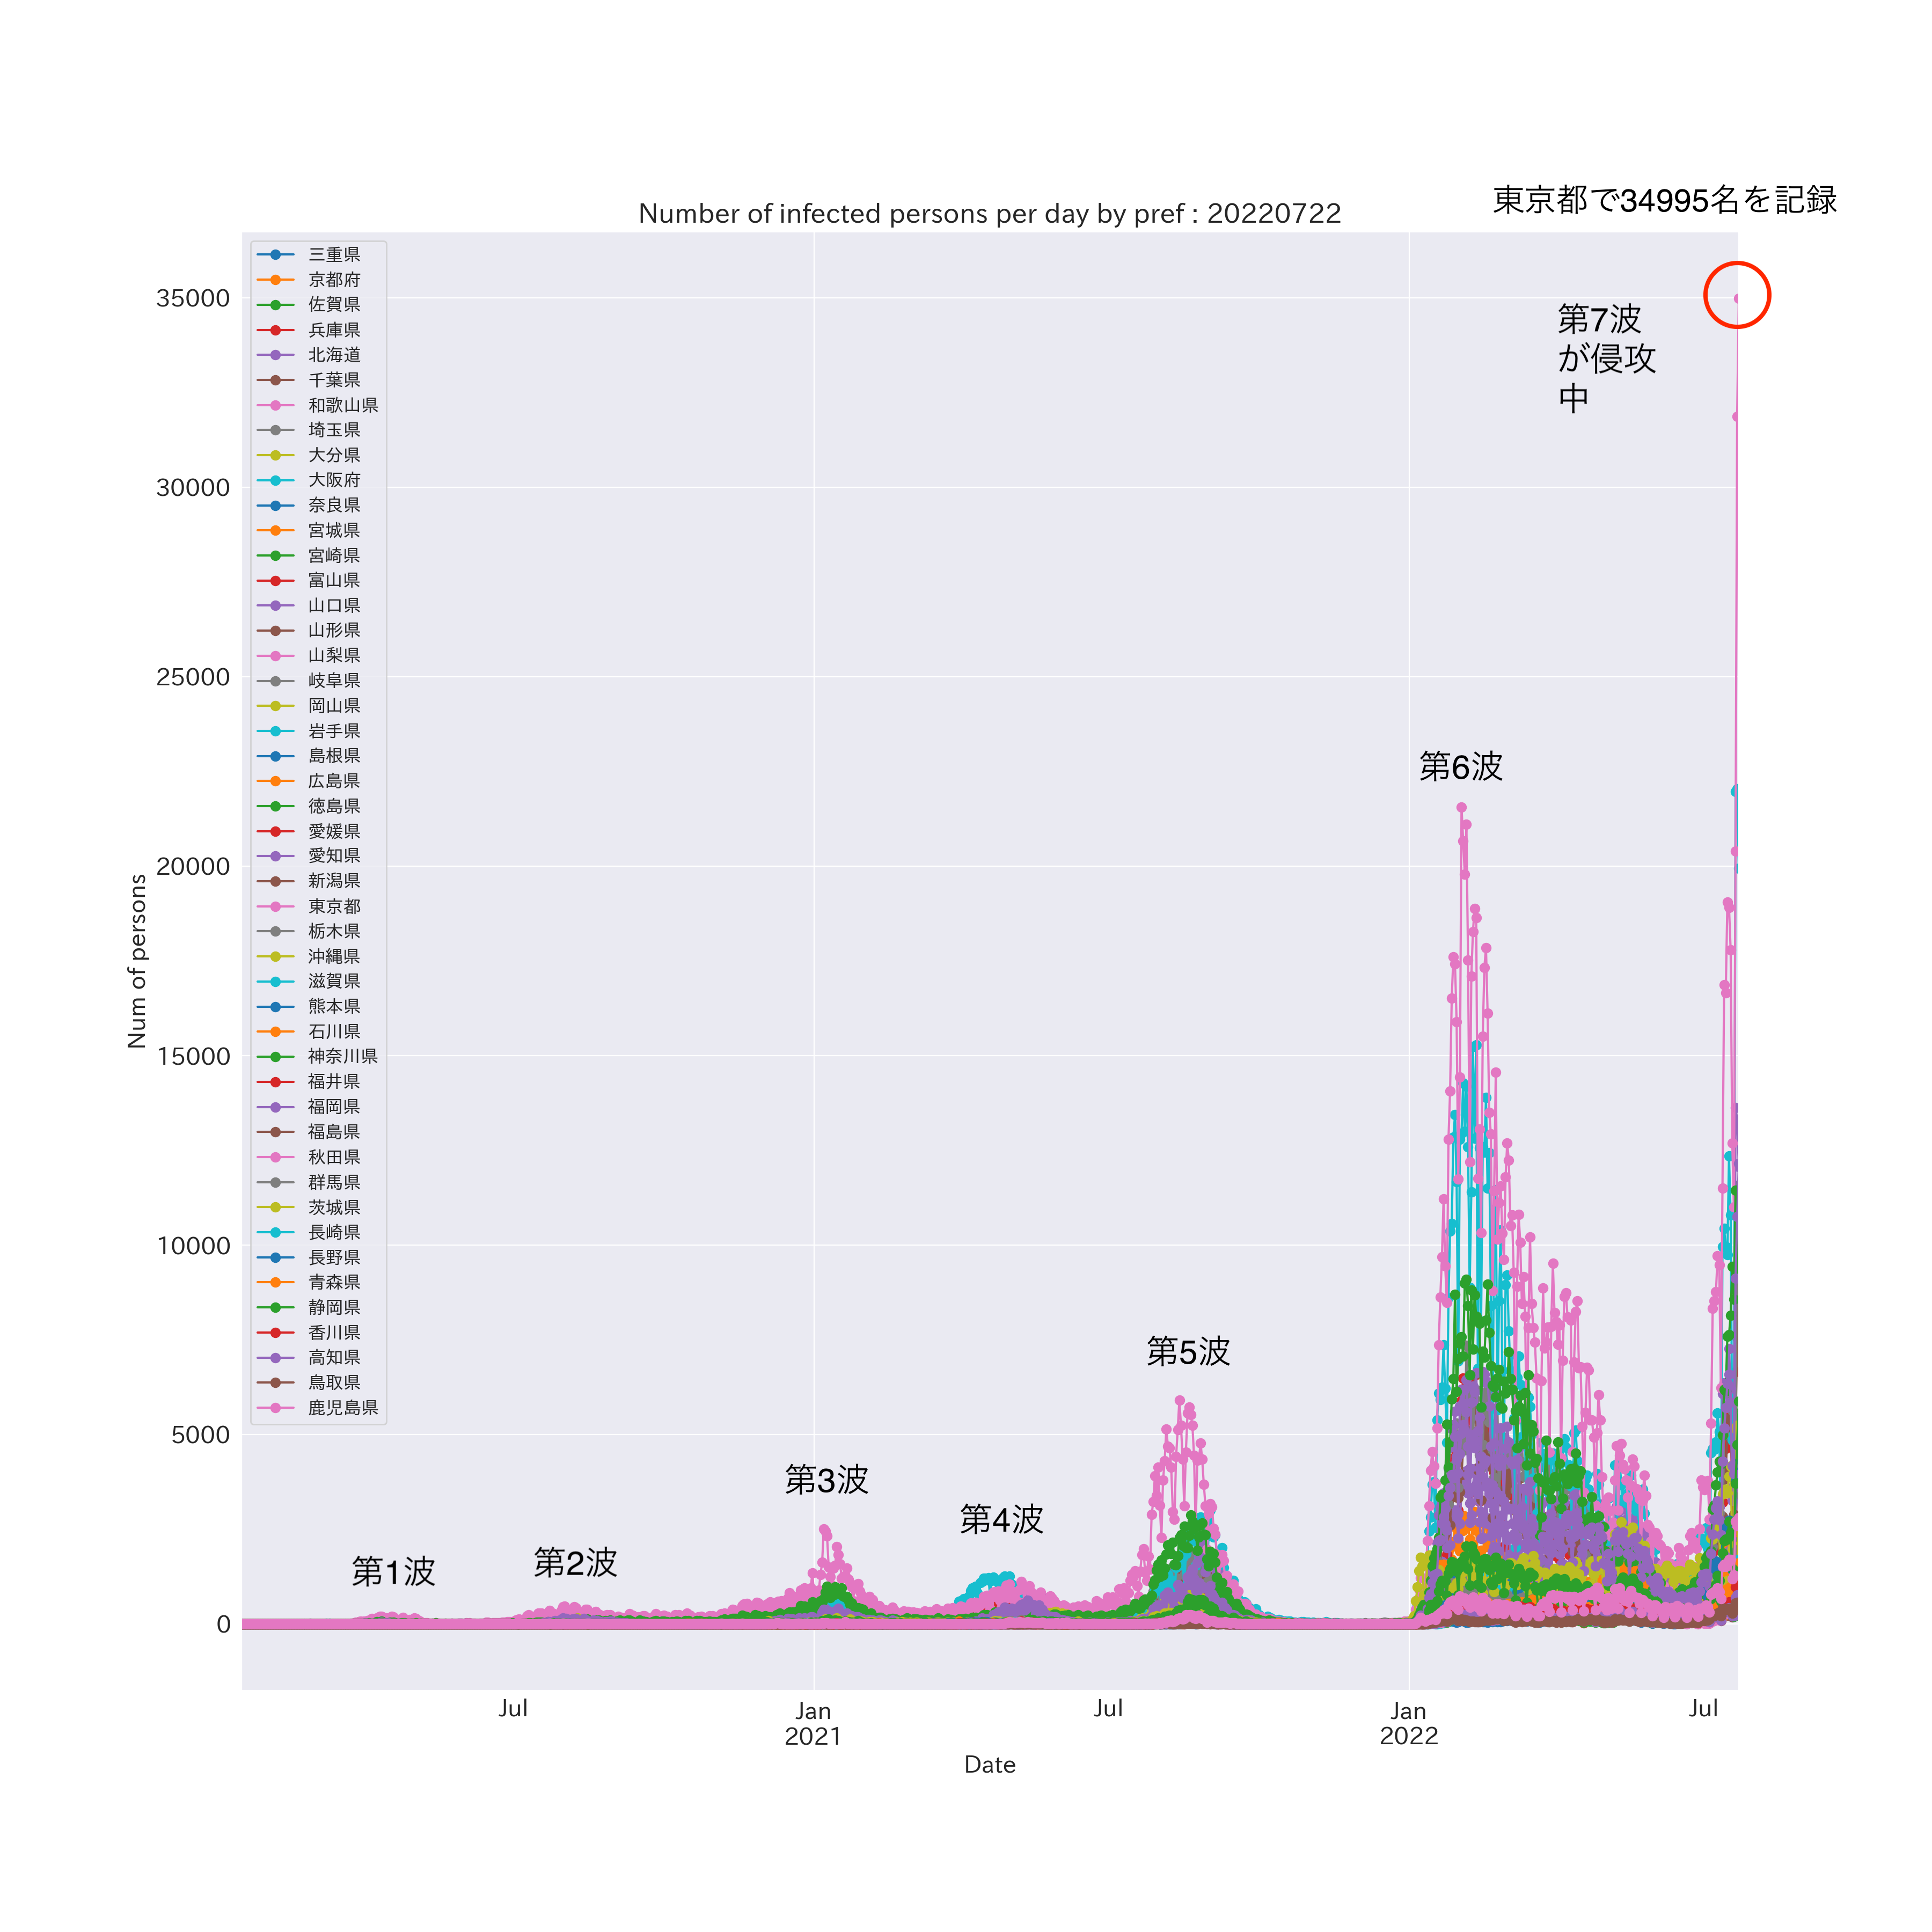 東京都で34995名を記録
Number of infected persons per day by pref : 20220722
三重県
京都府
佐賀県
兵庫県
北海道
千葉県
和歌山県
埼玉県
大分県
大阪府
奈良県
宮城県
宮崎県
富山県
山口県
山形県
山梨県
岐阜県
岡山県
岩手県
島根県
広島県
徳島県
愛媛県
愛知県
新潟県
東京都
栃木県
沖縄県
滋賀県
熊本県
石川県
神奈川県
福井県
福岡県
福島県
秋田県
群馬県
茨城県
長崎県
長野県
青森県
静岡県
香川県
高知県
鳥取県
鹿児島県
35000
30000
25000
20000
15000
10000
5000
0
Num of persons
第1波
第2波
第3波
第4波
第5波
第6波
第7波
が侵攻
中
Jul
Jan
2021
Jul
Jan
2022
Jul
Date